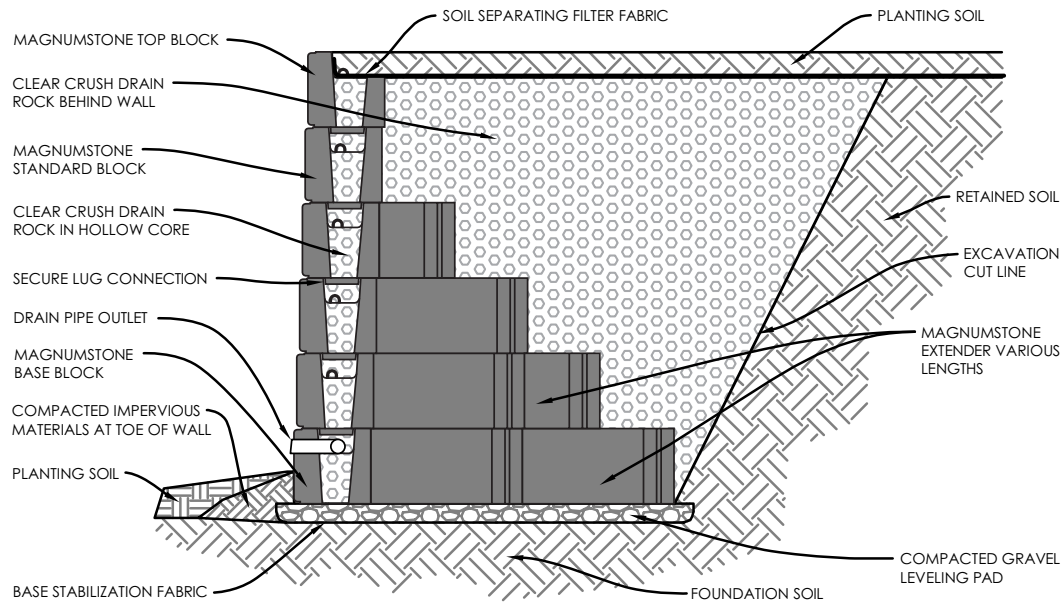 SOIL SEPARATING FILTER FABRIC
PLANTING SOIL
MAGNUMSTONE TOP BLOCK
CLEAR CRUSH DRAIN
ROCK BEHIND WALL
MAGNUMSTONE
STANDARD BLOCK
CLEAR CRUSH DRAIN
ROCK IN HOLLOW CORE
SECURE LUG CONNECTION
DRAIN PIPE OUTLET
MAGNUMSTONE
BASE BLOCK
COMPACTED IMPERVIOUS
MATERIALS AT TOE OF WALL
PLANTING SOIL
BASE STABILIZATION FABRIC
RETAINED SOIL
EXCAVATION
CUT LINE
MAGNUMSTONE
EXTENDER VARIOUS
LENGTHS
COMPACTED GRAVEL
LEVELING PAD
FOUNDATION SOIL